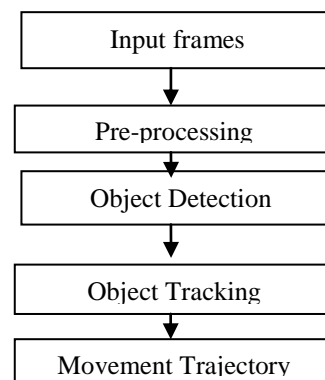 Input frames
Pre-processing
Object Detection
Object Tracking
Movement Trajectory